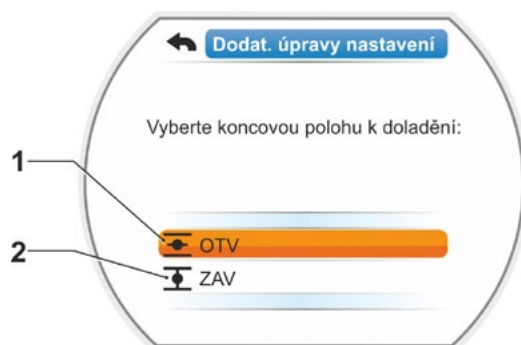 Dodat. úpravy nastavení
Vyberte koncovou polohu k doladění:
1
OTV
2
ZAV